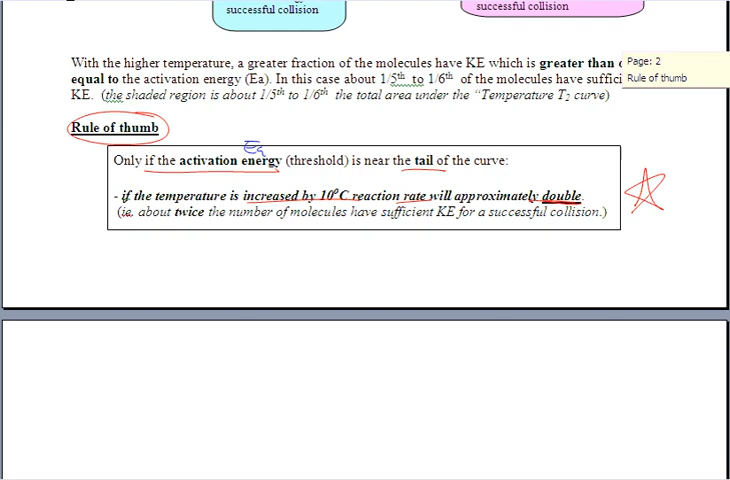 successful collision
successful collision
With the higher temperature, a greater fraction of the molecules have KE which is greater than
equal to the activation energy (Ea). In this case about 1/5th to 1/6th of the molecules have suffici
KE. (the shaded region is about 1/5th to 1/6th the total area under the “Temperature T2 curve)
Page: 2
Rule of thumb
Rule of thumb
Ea
Only if the activation energy (threshold) is near the tail of the curve:
- if the temperature is increased by 10⁰C reaction rate will approximately double.
(ie. about twice the number of molecules have sufficient KE for a successful collision.)